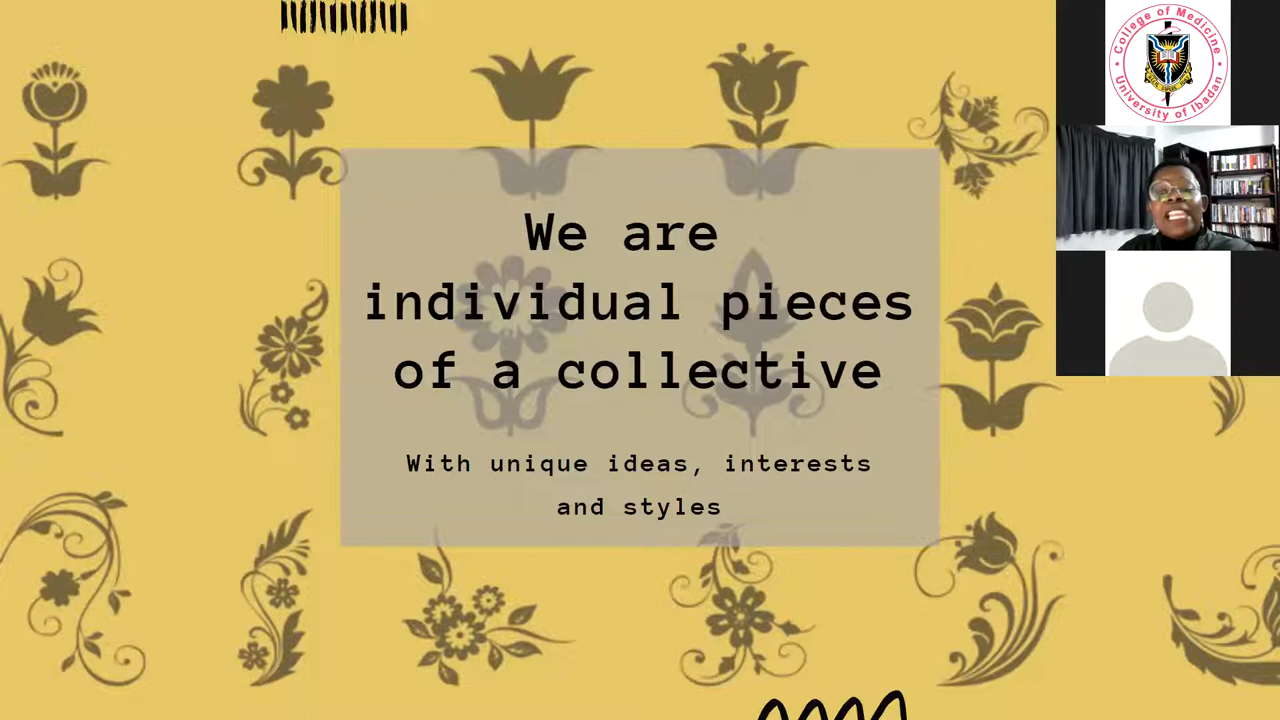 We are
individual pieces
of a collective
With unique ideas, interests
and styles
College of Medicine
University of Ibadan